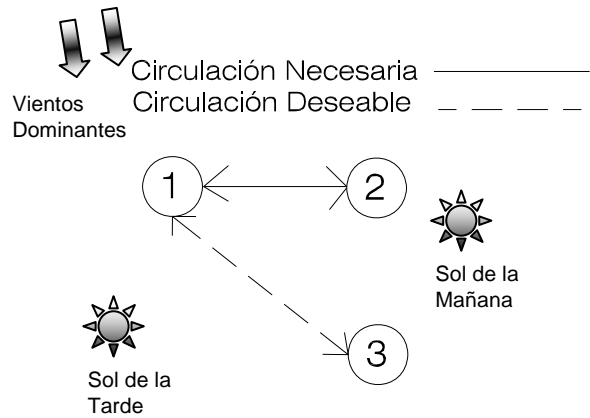 Circulación Necesaria
Circulación Deseable
Vientos
Dominantes
1
2
Sol de la
Mañana
3
Sol de la
Tarde